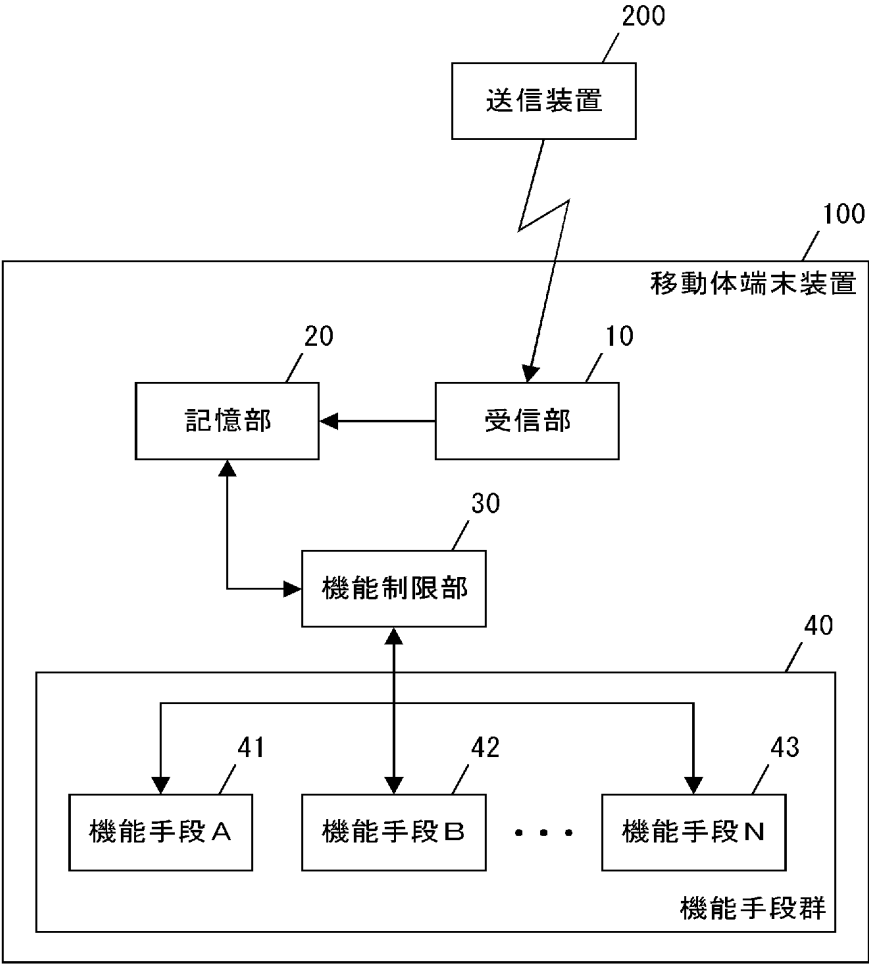 200
送信装置
100
移動体端末装置
20
10
記憶部
受信部
30
機能制限部
40
41
42
43
機能手段A
機能手段B
・・・
機能手段N
機能手段群